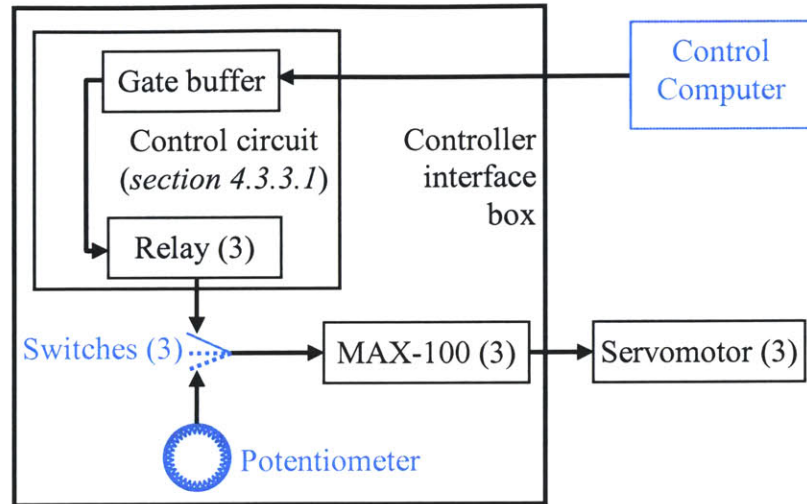 Gate buffer
Control
Computer
Control circuit
(section 4.3.3.1)
Controller
interface
box
Relay (3)
Switches (3)
MAX-100 (3)
Servomotor (3)
Potentiometer